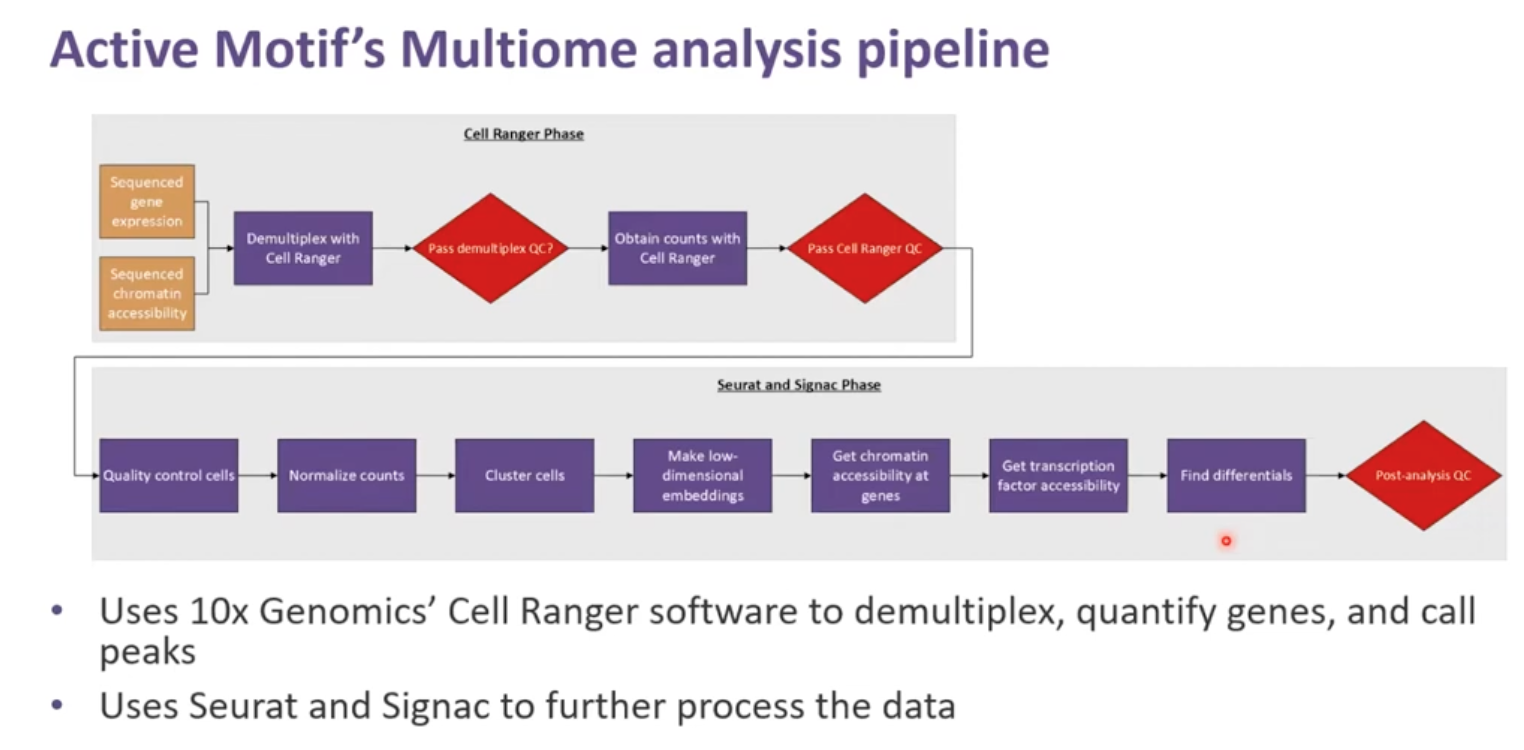 Active Motif's Multiome analysis pipeline
Cell Ranger Phase
Sequenced
gene
expression
Sequenced
chromatin
accessibility
Demultiplex with
Cell Ranger
Pass demultiplex QC?
Obtain counts with
Cell Ranger
Pass Cell Ranger QC
Seurat and Signac Phase
Quality control cells
Normalize counts
Cluster cells
Make low-
dimensional
embeddings
Get chromatin
accessibility at
genes
Get transcription
factor accessibility
Find differentials
Post-analysis QC
• Uses 10x Genomics' Cell Ranger software to demultiplex, quantify genes, and call
peaks
• Uses Seurat and Signac to further process the data